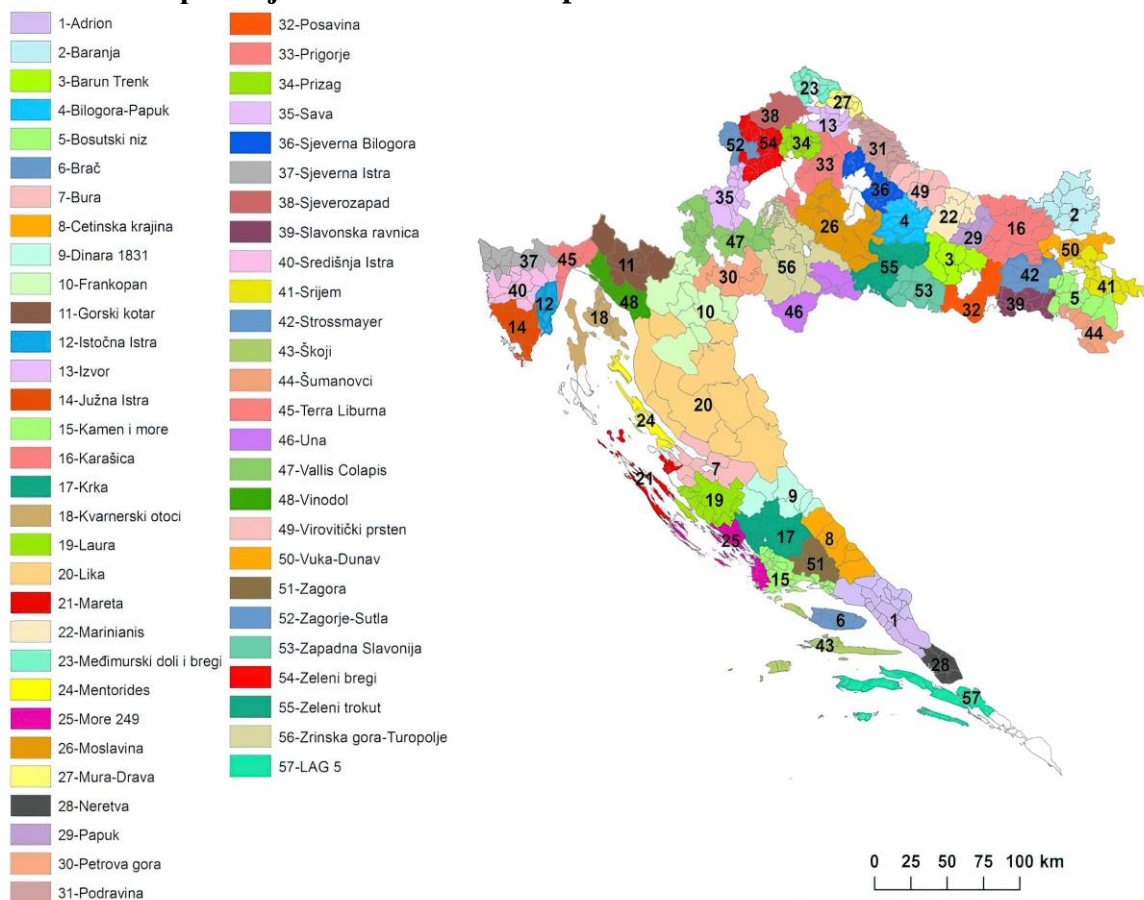 1-Adrion
2-Baranja
3-Barun Trenk
4-Bilogora-Papuk
5-Bosutski niz
6-Brač
7-Bura
8-Cetinska krajina
9-Dinara 1831
10-Frankopan
11-Gorski kotar
12-Istočna Istra
13-Izvor
14-Južna Istra
15-Kamen i more
16-Karašica
17-Krka
18-Kvarnerski otoci
19-Laura
20-Lika
21-Mareta
22-Marinianis
23-Međimurski doli i bregi
24-Mentorides
25-More 249
26-Moslavina
27-Mura-Drava
28-Neretva
29-Papuk
30-Petrova gora
31-Podravina
32-Posavina
33-Prigorje
34-Prizag
35-Sava
36-Sjeverna Bilogora
37-Sjeverna Istra
38-Sjeverozapad
39-Slavonska ravnica
40-Središnja Istra
41-Srijem
42-Strossmayer
43-Škoji
44-Šumanovci
45-Terra Liburna
46-Una
47-Vallis Colapis
48-Vinodol
49-Virovitički prsten
50-Vuka-Dunav
51-Zagora
52-Zagorje-Sutla
53-Zapadna Slavonija
54-Zeleni bregi
55-Zeleni trokut
56-Zrinska gora-Turopolje
57-LAG 5
23
27
38
13
52
54
34
31
33
36
49
35
4
22
2
16
26
29
47
50
37
45
11
3
56
55
42
30
41
40
53
5
12
48
39
46
32
10
18
14
44
20
24
7
21
9
19
17
25
8
51
15
1
6
43
28
57
0 25 50 75 100 km